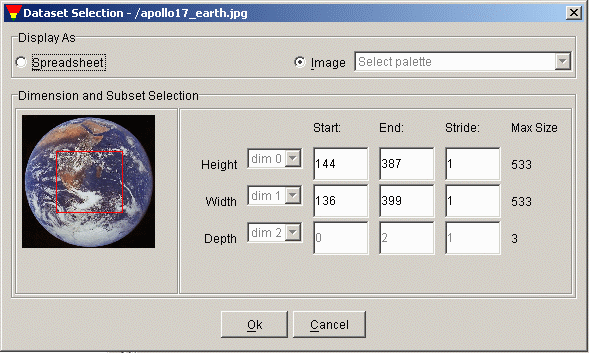 Dataset Selection - /apollo17_earth.jpg
Display As
Spreadsheet
Image Select palette
Dimension and Subset Selection
Start: End: Stride: Max Size
Height dim 0 144 387 1 533
Width dim 1 136 399 1 533
Depth dim 2 0 2 1 3
Ok Cancel